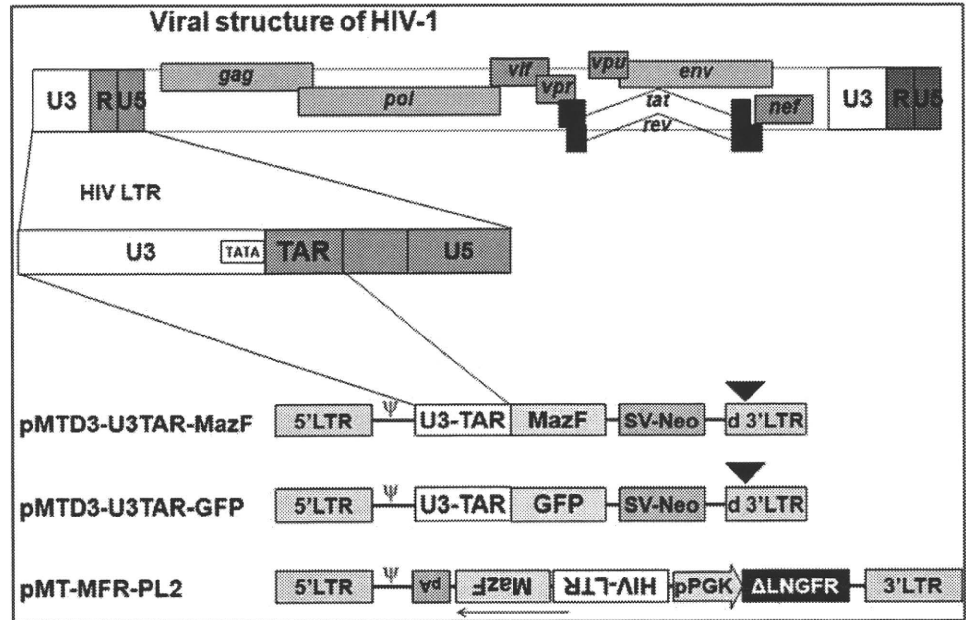 Viral structure of HIV-1
U3 R U5 gag pol vif vpr vpu env tat rev nef U3 R U5
HIV LTR
U3 TATA TAR U5
pMTD3-U3TAR-MazF 5'LTR Ψ U3-TAR MazF SV-Neo d 3'LTR
pMTD3-U3TAR-GFP 5'LTR Ψ U3-TAR GFP SV-Neo d 3'LTR
pMT-MFR-PL2 5'LTR Ψ pA MazF HIV-LTR pPGK ΔLNGFR 3'LTR